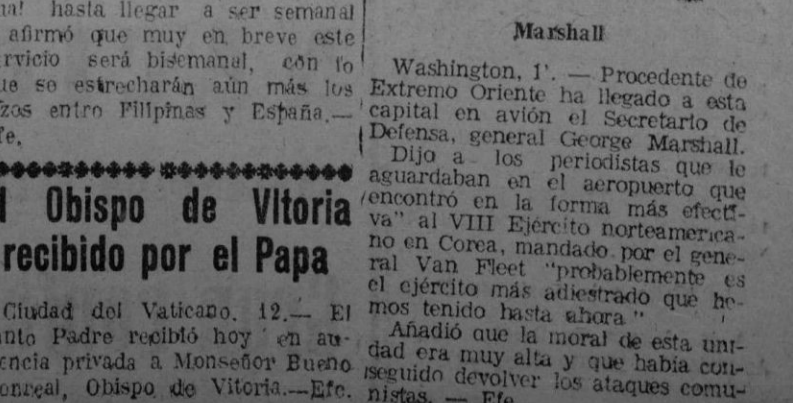 hasta llegar a ser semanal
afirmó que muy en breve este
rvicio será bisemanal, con lo
ue se estrecharán aún más los
zos entre Filipinas y España.—
fe.
l Obispo de Vitoria
recibido por el Papa
Ciudad del Vaticano, 12.— El
anto Padre recibió hoy en au-
encia privada a Monseñor Bueno
onreal, Obispo de Vitoria.—Efe.
Marshall
Washington, 1'. — Procedente de
Extremo Oriente ha llegado a esta
capital en avión el Secretario de
Defensa, general George Marshall.
Dijo a los periodistas que le
aguardaban en el aeropuerto que
encontró en la forma más efecti-
va" al VIII Ejército norteamerica-
no en Corea, mandado por el gene-
ral Van Fleet "probablemente es
el ejército más adiestrado que he-
mos tenido hasta ahora"
Añadió que la moral de esta uni-
dad era muy alta y que había con-
seguido devolver los ataques comu-
nistas. — Efe